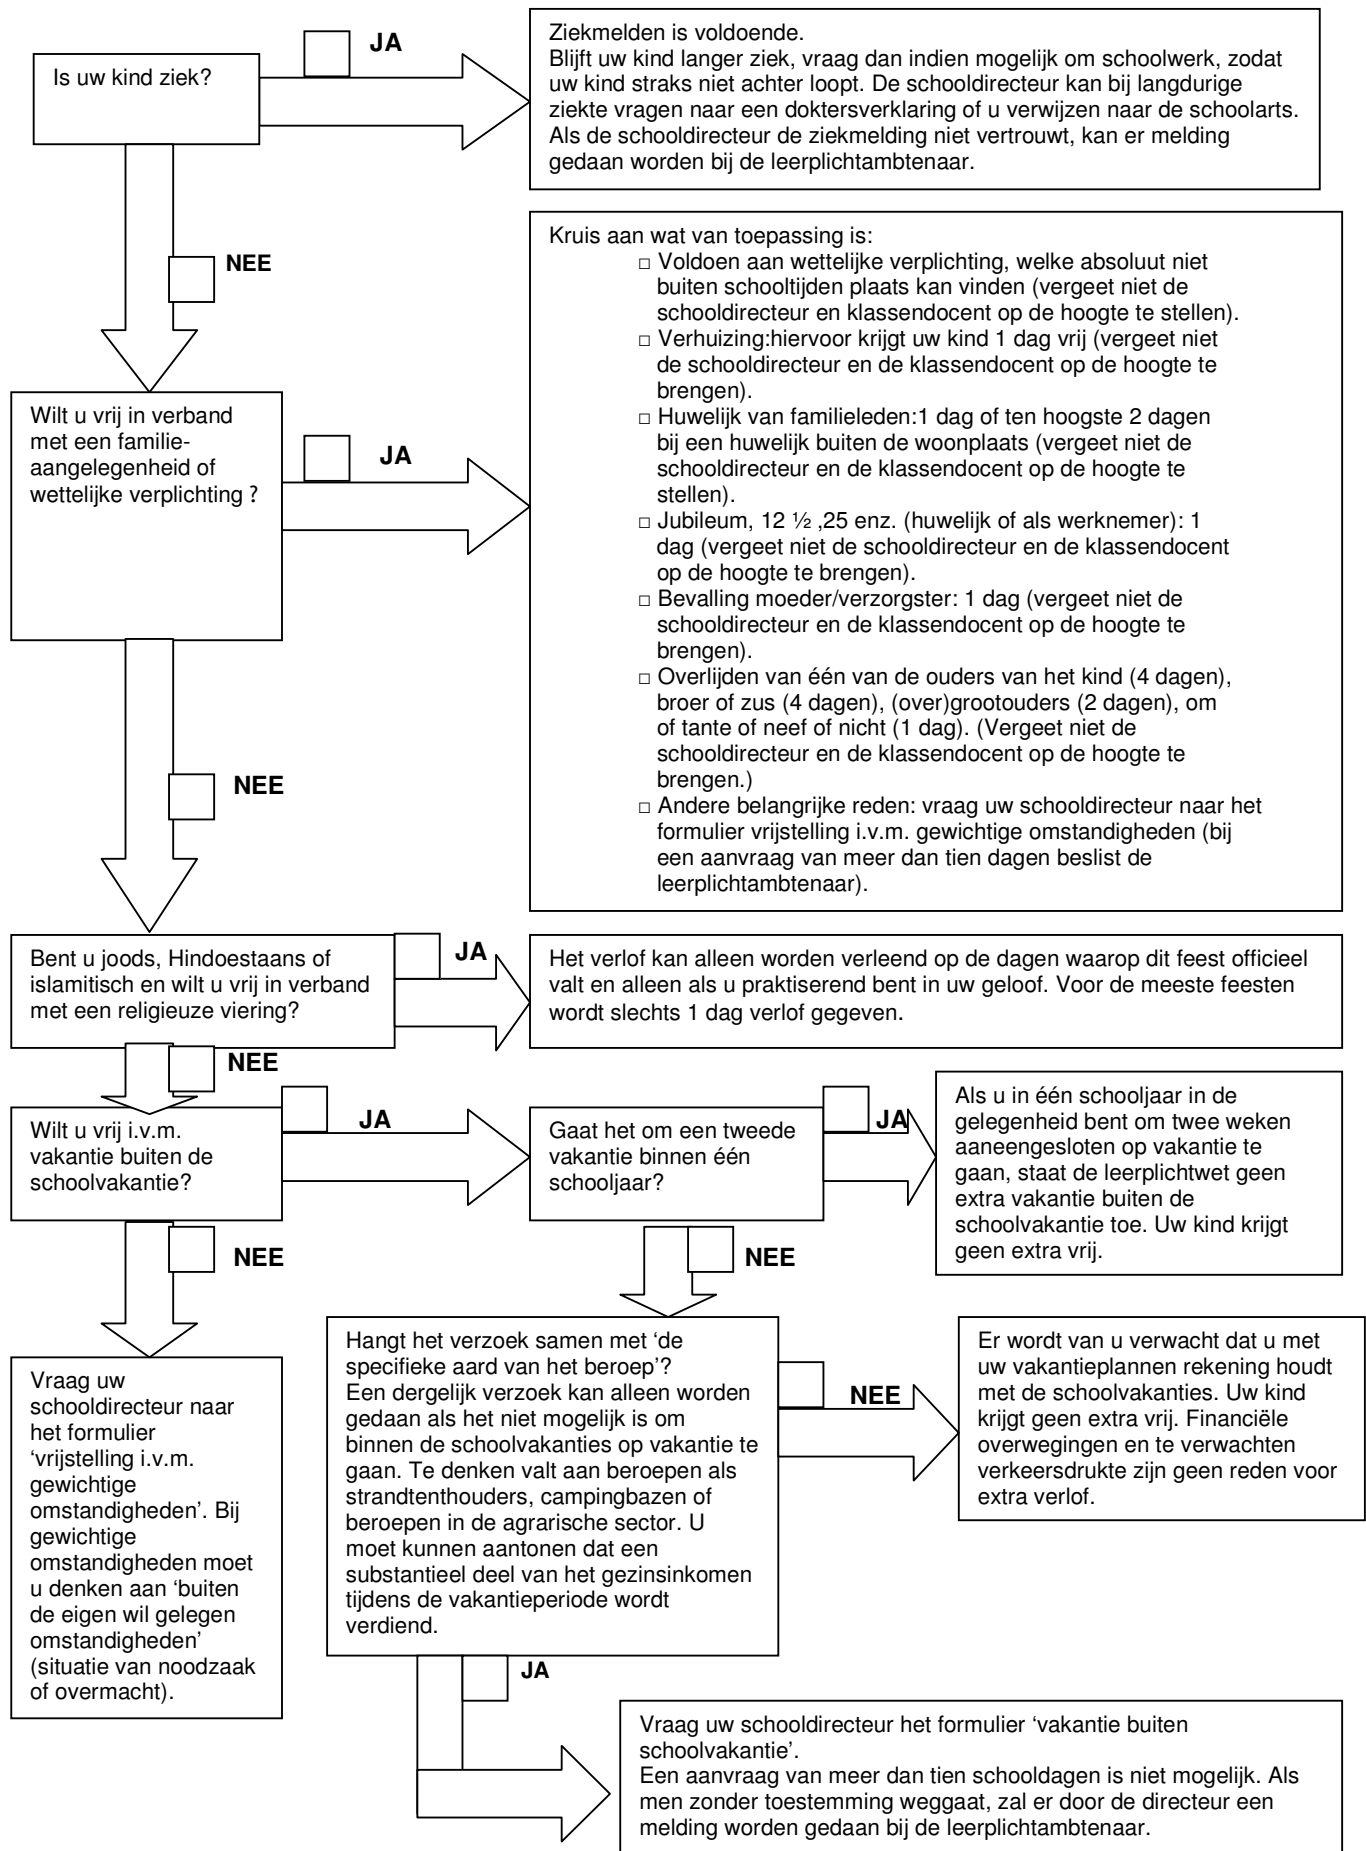 JA
Is uw kind ziek?
Ziekmelden is voldoende.
Blijft uw kind langer ziek, vraag dan indien mogelijk om schoolwerk, zodat
uw kind straks niet achter loopt. De schooldirecteur kan bij langdurige
ziekte vragen naar een doktersverklaring of u verwijzen naar de schoolarts.
Als de schooldirecteur de ziekmelding niet vertrouwt, kan er melding
gedaan worden bij de leerplichtambtenaar.
NEE
Wilt u vrij in verband
met een familie-
aangelegenheid of
wettelijke verplichting ?
JA
Kruis aan wat van toepassing is:
□ Voldoen aan wettelijke verplichting, welke absoluut niet
buiten schooltijden plaats kan vinden (vergeet niet de
schooldirecteur en klassendocent op de hoogte te stellen).
□ Verhuizing:hiervoor krijgt uw kind 1 dag vrij (vergeet niet
de schooldirecteur en de klassendocent op de hoogte te
brengen).
□ Huwelijk van familieleden:1 dag of ten hoogste 2 dagen
bij een huwelijk buiten de woonplaats (vergeet niet de
schooldirecteur en de klassendocent op de hoogte te
stellen).
□ Jubileum, 12 ½ ,25 enz. (huwelijk of als werknemer): 1
dag (vergeet niet de schooldirecteur en de klassendocent
op de hoogte te brengen).
□ Bevalling moeder/verzorgster: 1 dag (vergeet niet de
schooldirecteur en de klassendocent op de hoogte te
brengen).
□ Overlijden van één van de ouders van het kind (4 dagen),
broer of zus (4 dagen), (over)grootouders (2 dagen), om
of tante of neef of nicht (1 dag). (Vergeet niet de
schooldirecteur en de klassendocent op de hoogte te
brengen.)
□ Andere belangrijke reden: vraag uw schooldirecteur naar het
formulier vrijstelling i.v.m. gewichtige omstandigheden (bij
een aanvraag van meer dan tien dagen beslist de
leerplichtambtenaar).
NEE
Bent u joods, Hindoestaans of
islamitisch en wilt u vrij in verband
met een religieuze viering?
JA
Het verlof kan alleen worden verleend op de dagen waarop dit feest officieel
valt en alleen als u praktiserend bent in uw geloof. Voor de meeste feesten
wordt slechts 1 dag verlof gegeven.
NEE
Wilt u vrij i.v.m.
vakantie buiten de
schoolvakantie?
JA
Gaat het om een tweede
vakantie binnen één
schooljaar?
JA
Als u in één schooljaar in de
gelegenheid bent om twee weken
aaneengesloten op vakantie te
gaan, staat de leerplichtwet geen
extra vakantie buiten de
schoolvakantie toe. Uw kind krijgt
geen extra vrij.
NEE
NEE
Vraag uw
schooldirecteur naar
het formulier
‘vrijstelling i.v.m.
gewichtige
omstandigheden’. Bij
gewichtige
omstandigheden moet
u denken aan ‘buiten
de eigen wil gelegen
omstandigheden’
(situatie van noodzaak
of overmacht).
Hangt het verzoek samen met ‘de
specifieke aard van het beroep’?
Een dergelijk verzoek kan alleen worden
gedaan als het niet mogelijk is om
binnen de schoolvakanties op vakantie te
gaan. Te denken valt aan beroepen als
strandtenthouders, campingbazen of
beroepen in de agrarische sector. U
moet kunnen aantonen dat een
substantieel deel van het gezinsinkomen
tijdens de vakantieperiode wordt
verdiend.
NEE
Er wordt van u verwacht dat u met
uw vakantieplannen rekening houdt
met de schoolvakanties. Uw kind
krijgt geen extra vrij. Financiële
overwegingen en te verwachten
verkeersdrukte zijn geen reden voor
extra verlof.
JA
Vraag uw schooldirecteur het formulier ‘vakantie buiten
schoolvakantie’.
Een aanvraag van meer dan tien schooldagen is niet mogelijk. Als
men zonder toestemming weggaat, zal er door de directeur een
melding worden gedaan bij de leerplichtambtenaar.